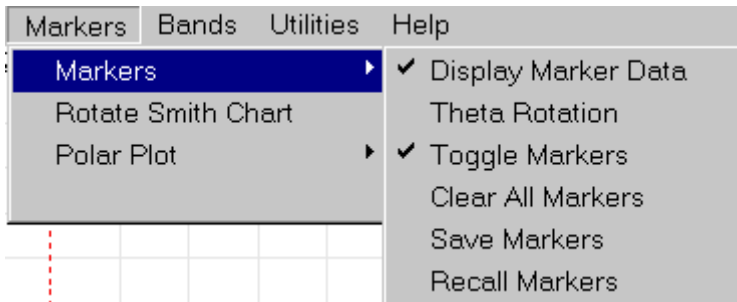 Markers Bands Utilities Help
Markers
Rotate Smith Chart
Polar Plot
✔ Display Marker Data
Theta Rotation
✔ Toggle Markers
Clear All Markers
Save Markers
Recall Markers